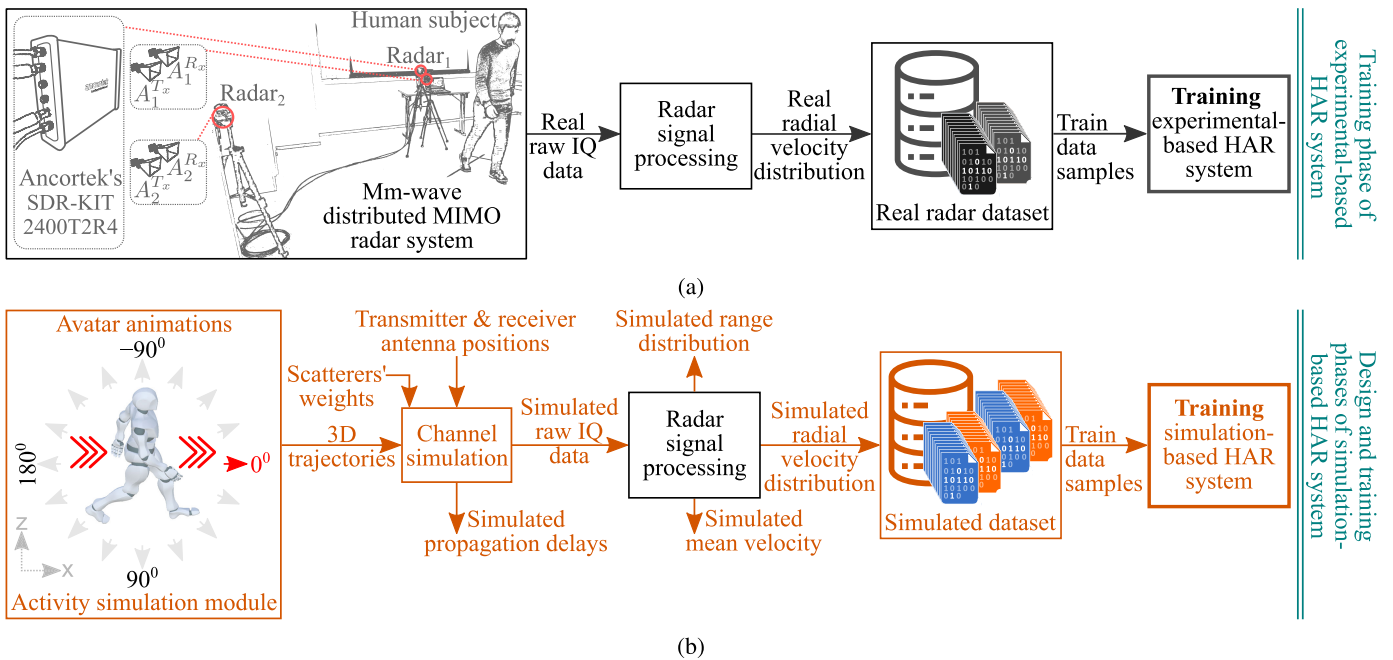 Human subject
Radar₁
A₁ᴿˣ
A₁ᵀˣ
Radar₂
A₂ᴿˣ
A₂ᵀˣ
Ancortek's
SDR-KIT
2400T2R4
Mm-wave
distributed MIMO
radar system
Real
raw IQ
data
Radar
signal
processing
Real
radial
velocity
distribution
Real radar dataset
Train
data
samples
Training
experimental-
based HAR
system
Training phase of
experimental-based
HAR system
(a)
Avatar animations
−90⁰
180⁰
0⁰
90⁰
Z
X
Activity simulation module
Transmitter & receiver
antenna positions
Scatterers'
weights
3D
trajectories
Channel
simulation
Simulated
propagation delays
Simulated
raw IQ
data
Simulated range
distribution
Radar
signal
processing
Simulated
mean velocity
Simulated
radial
velocity
distribution
Simulated dataset
Train
data
samples
Training
simulation-
based HAR
system
Design and training
phases of simulation-
based HAR system
(b)